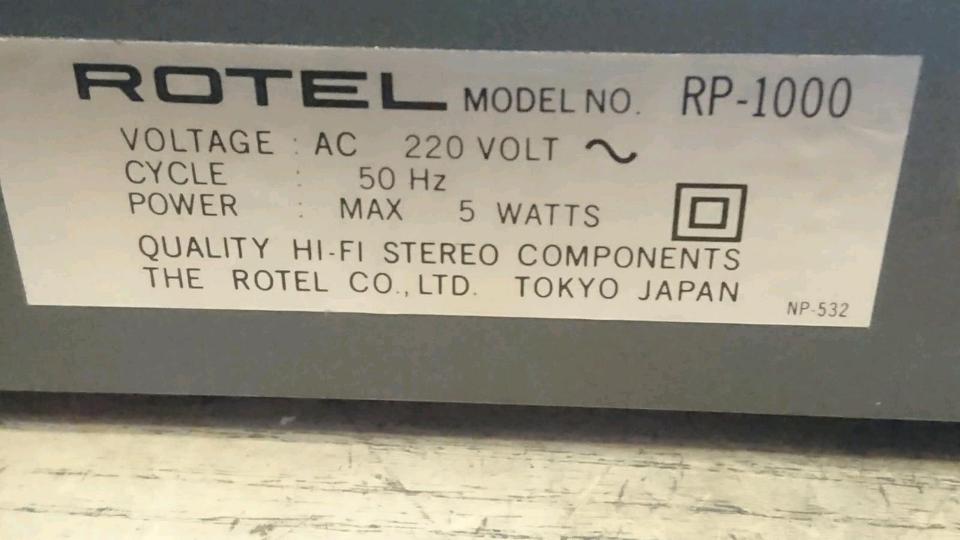 ROTEL MODEL NO. RP-1000
VOLTAGE : AC 220 VOLT ~
CYCLE : 50 Hz
POWER : MAX 5 WATTS
QUALITY HI-FI STEREO COMPONENTS
THE ROTEL CO., LTD. TOKYO JAPAN
NP-532